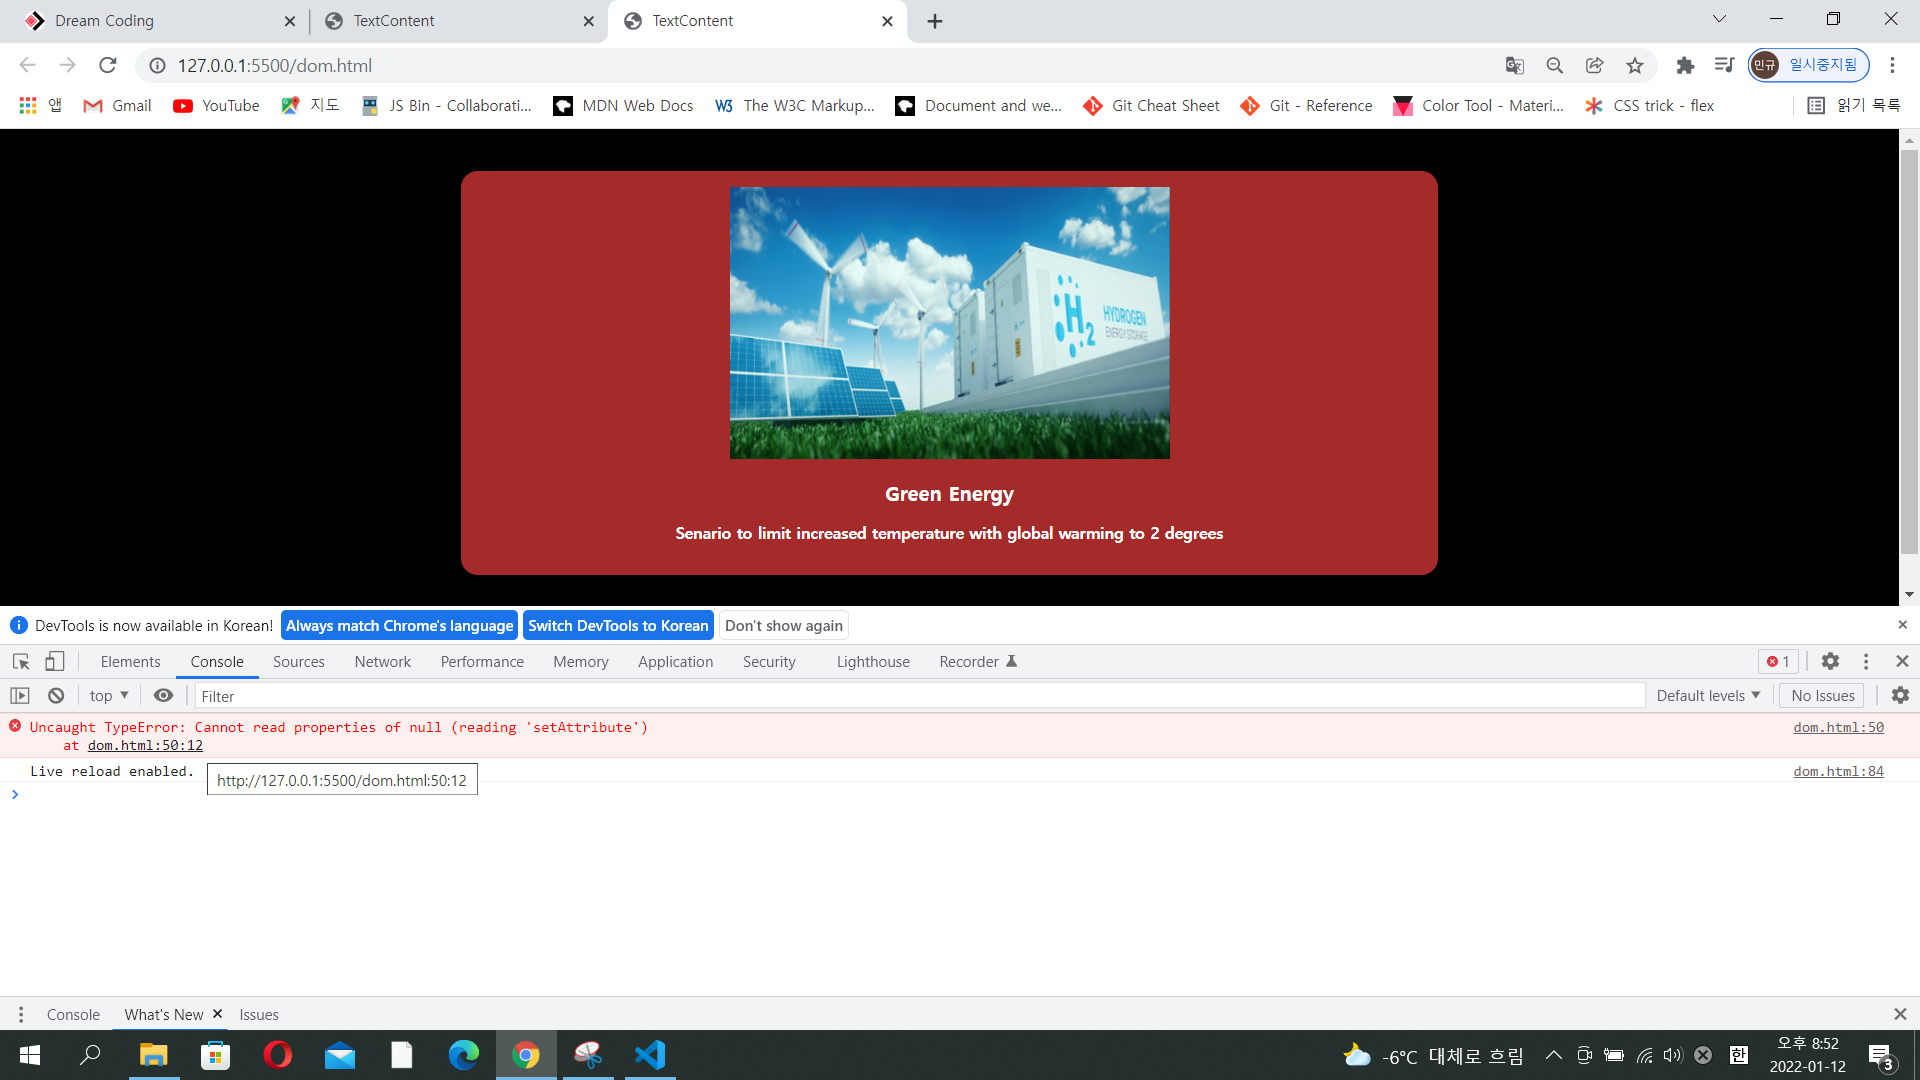 Dream Coding
TextContent
TextContent
127.0.0.1:5500/dom.html
민규 일시중지됨
앱
Gmail
YouTube
지도
JS Bin - Collaborati...
MDN Web Docs
The W3C Markup...
Document and we...
Git Cheat Sheet
Git - Reference
Color Tool - Materi...
CSS trick - flex
읽기 목록
H2 HYDROGEN
ENERGY STORAGE
Green Energy
Senario to limit increased temperature with global warming to 2 degrees
DevTools is now available in Korean!
Always match Chrome's language
Switch DevTools to Korean
Don't show again
Elements
Console
Sources
Network
Performance
Memory
Application
Security
Lighthouse
Recorder
1
top
Filter
Default levels
No Issues
Uncaught TypeError: Cannot read properties of null (reading 'setAttribute')
dom.html:50
at dom.html:50:12
Live reload enabled.
dom.html:84
http://127.0.0.1:5500/dom.html:50:12
Console
What's New
Issues
-6°C 대체로 흐림
한
오후 8:52
2022-01-12
3